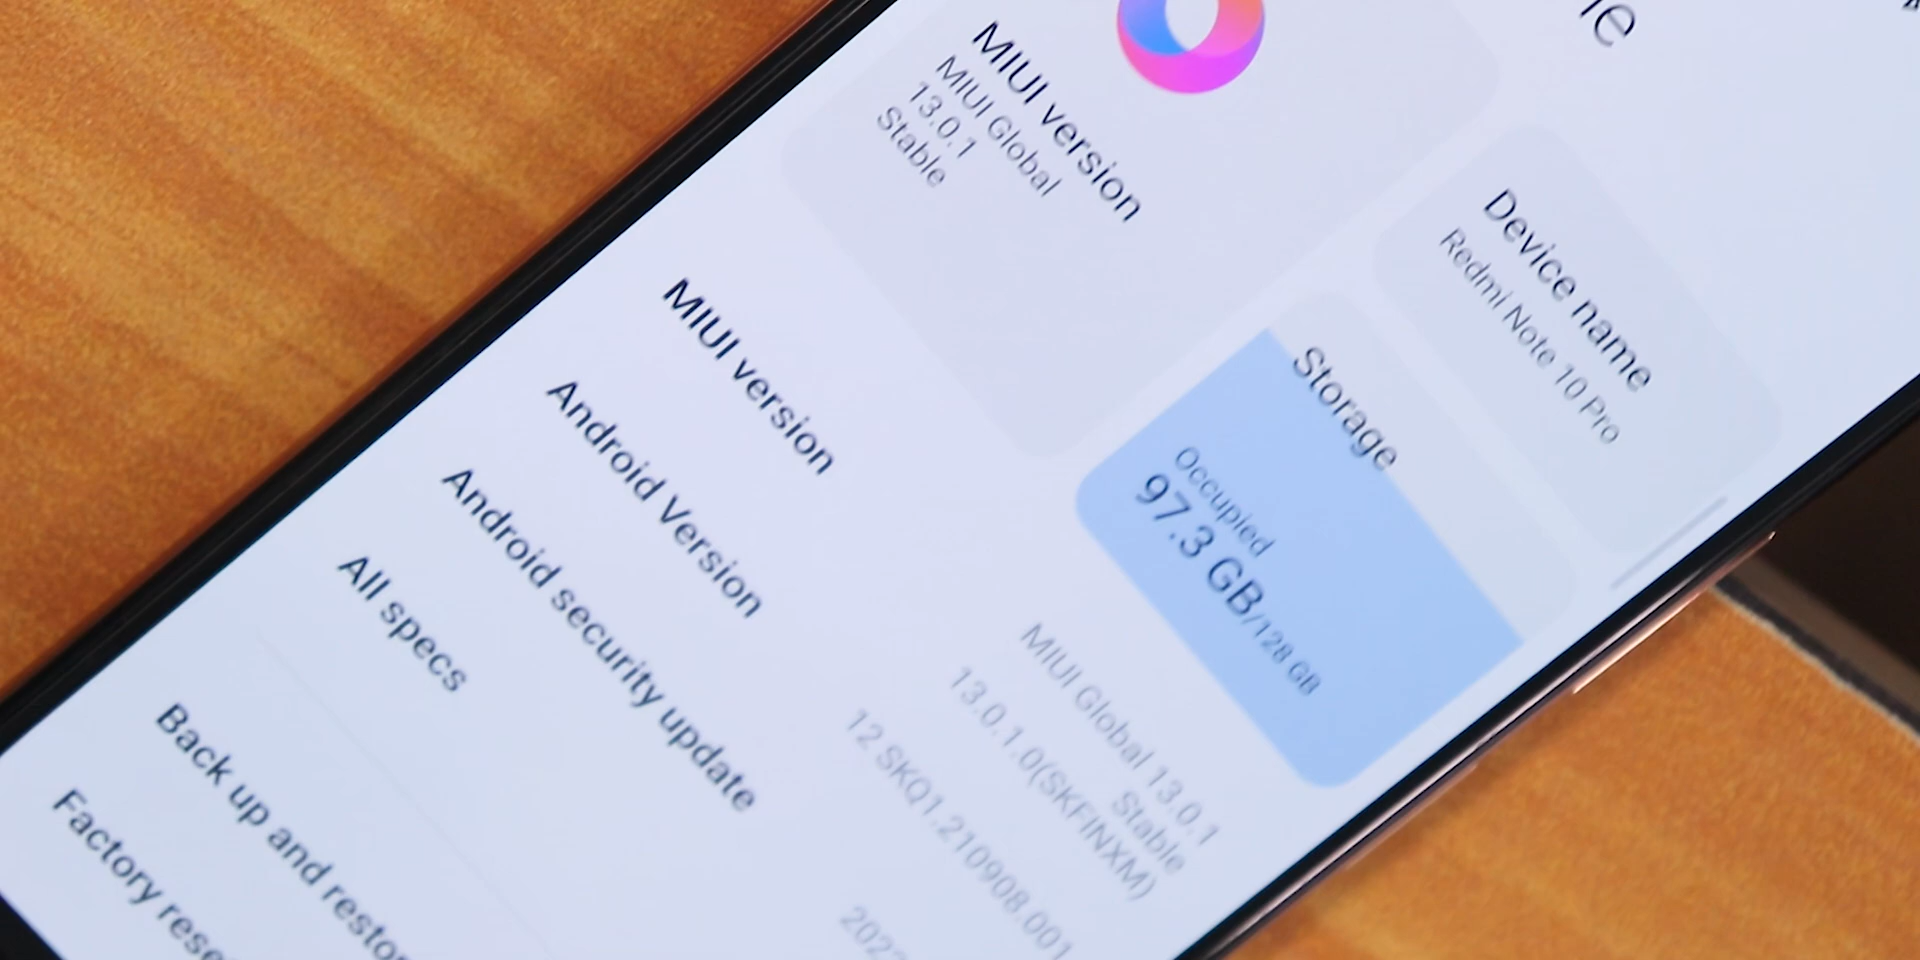 MIUI version
MIUI Global
13.0.1
Stable
Device name
Redmi Note 10 Pro
Storage
Occupied
97.3 GB/128 GB
MIUI version
MIUI Global 13.0.1
Stable
13.0.1.0(SKFINXM)
Android Version
12 SKQ1.210908.001
Android security update
All specs
Back up and
Factory